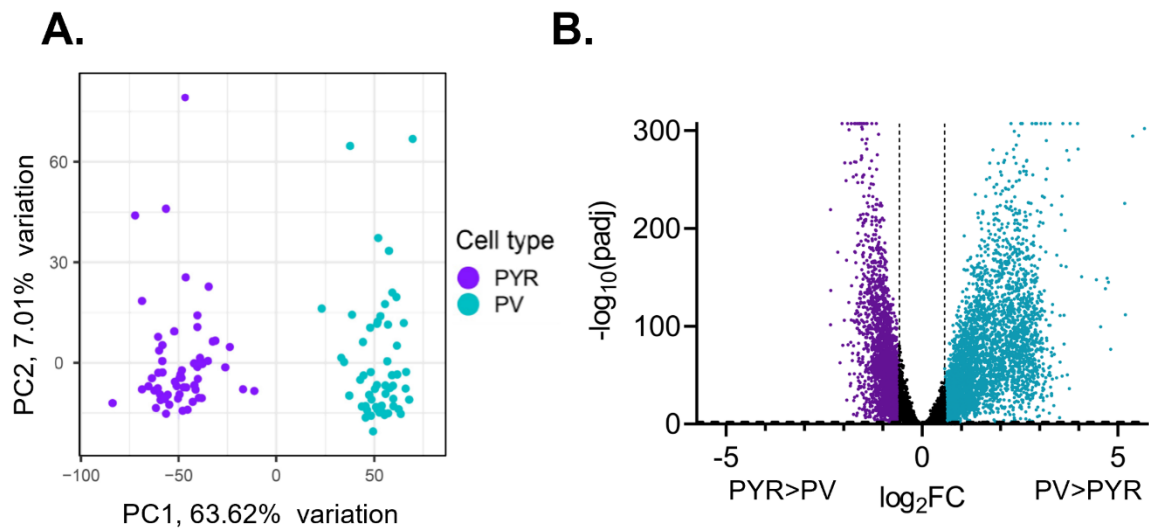 A.
B.
60
30
0
−100
−50
0
50
PC2, 7.01% variation
PC1, 63.62% variation
Cell type
PYR
PV
300
200
100
0
-log10(padj)
-5
0
5
PYR>PV
log2FC
PV>PYR